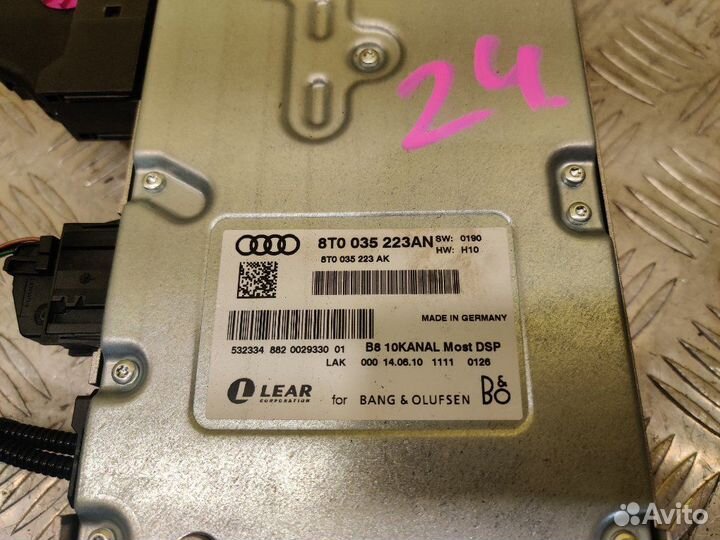 24
8T0 035 223AN SW: 0190
HW: H10
8T0 035 223 AK
MADE IN GERMANY
532334 882 0029330 01 B8 10KANAL Most DSP
LAK 000 14.06.10 1111 0126
L LEAR
CORPORATION
for BANG & OLUFSEN B&O
Avito